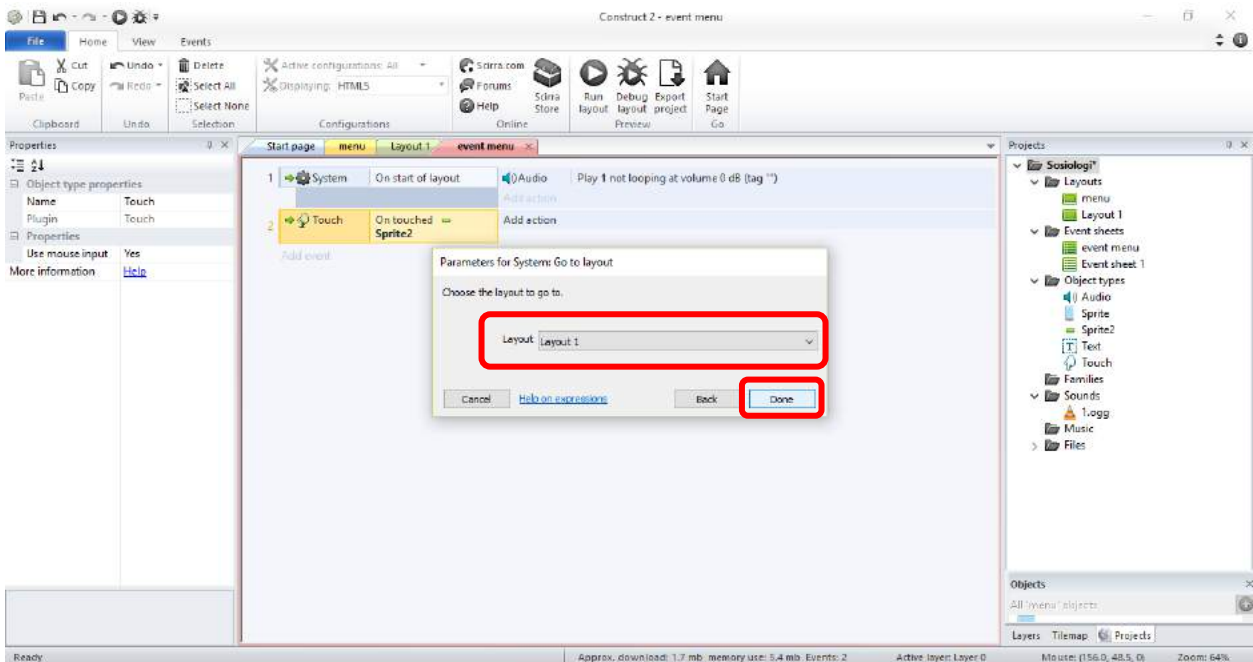 Construct 2 - event menu
File Home View Events
Paste
Cut
Copy
Clipboard
Undo
Redo
Undo
Delete
Select All
Select None
Selection
Active configurations: All
Displaying: HTML5
Configurations
Scirra.com
Forums
Help
Scirra Store
Online
Run layout
Debug layout
Export project
Preview
Start Page
Go
Properties
Object type properties
Name Touch
Plugin Touch
Properties
Use mouse input Yes
More information Help
Start page menu Layout 1 event menu
1 System On start of layout Audio Play 1 not looping at volume 0 dB (tag "")
Add action
2 Touch On touched Sprite2 Add action
Add event
Parameters for System: Go to layout
Choose the layout to go to.
Layout Layout 1
Cancel Help on expressions Back Done
Projects
Sosiologi*
Layouts
menu
Layout 1
Event sheets
event menu
Event sheet 1
Object types
Audio
Sprite
Sprite2
Text
Touch
Families
Sounds
1.ogg
Music
Files
Objects
All 'menu' objects
Layers Tilemap Projects
Ready Approx. download: 1.7 mb memory use: 5.4 mb Events: 2 Active layer: Layer 0 Mouse: (156.0, 48.5, 0) Zoom: 64%